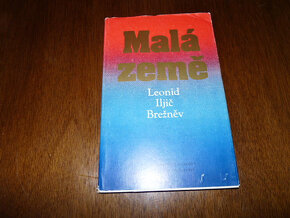 Malá
země
Leonid
Iljič
Brežněv